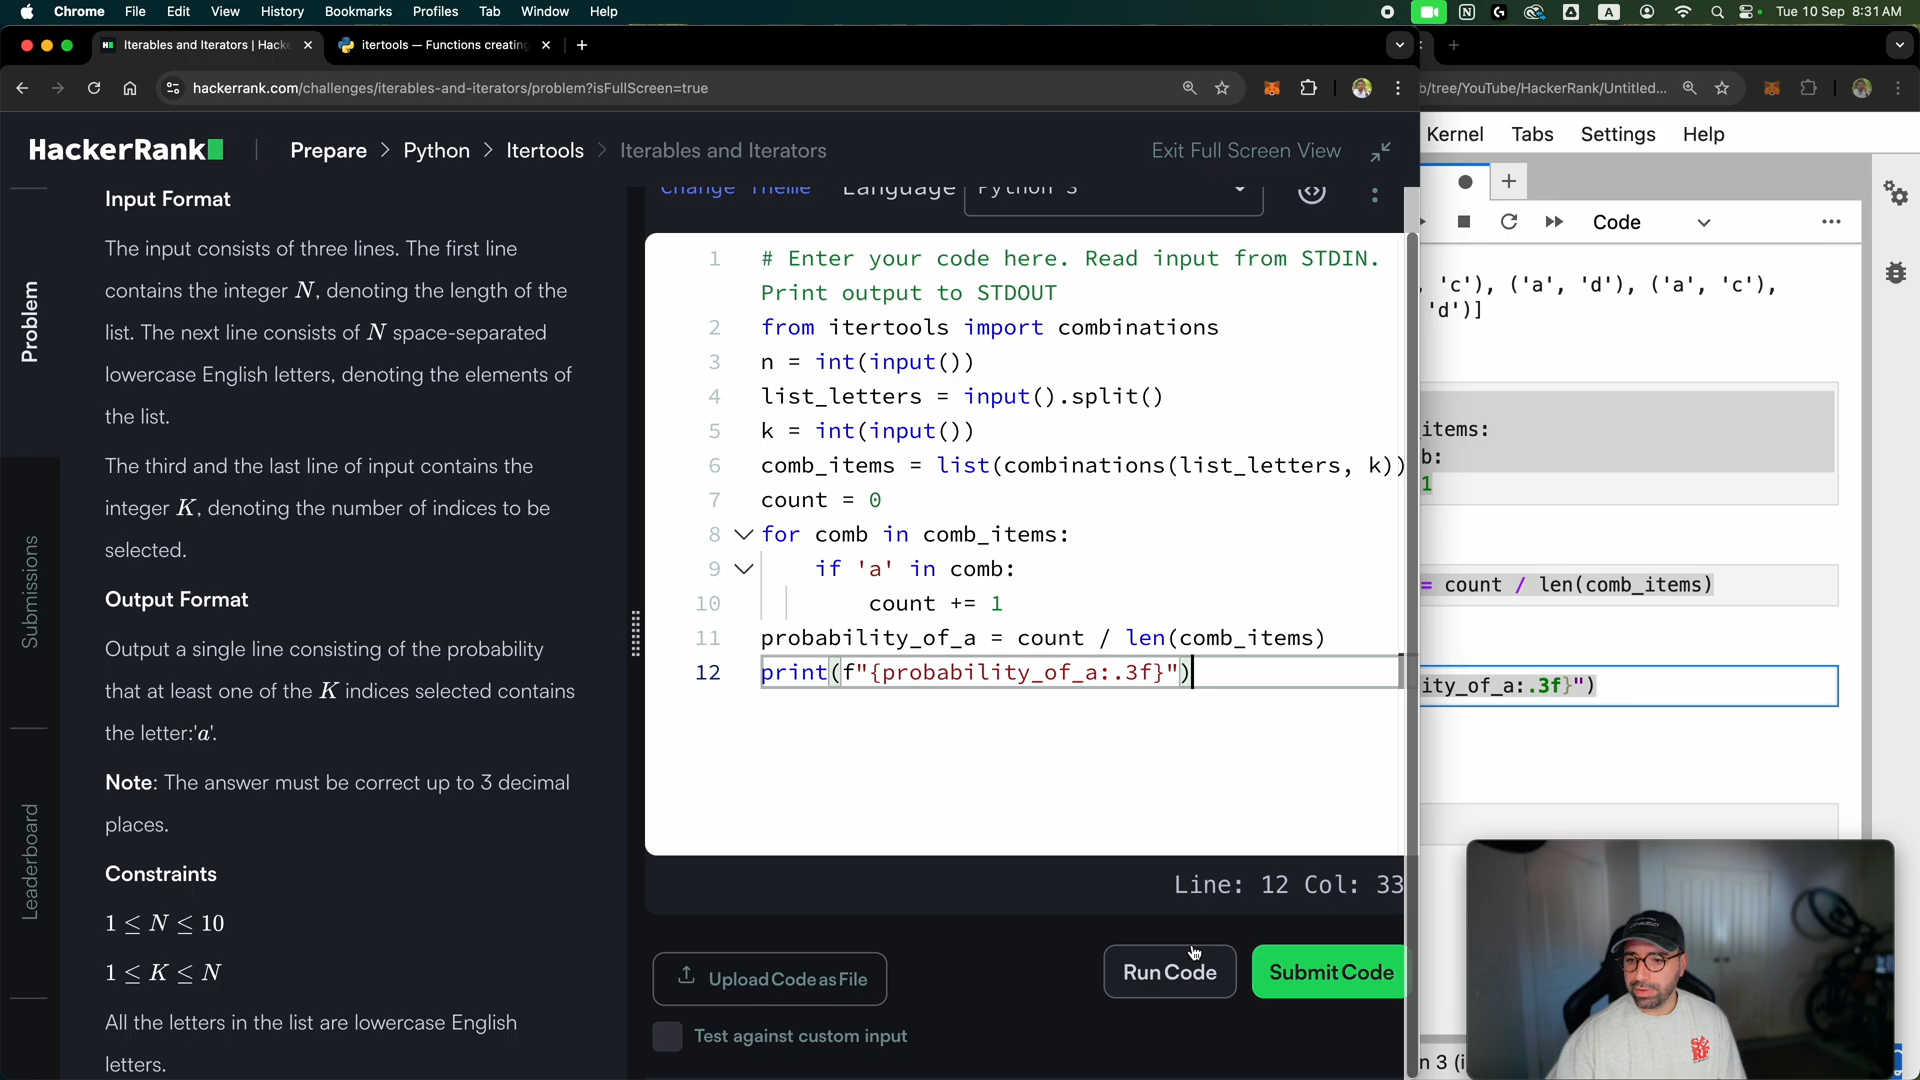 Chrome File Edit View History Bookmarks Profiles Tab Window Help
Tue 10 Sep 8:31 AM
Iterables and Iterators | Hack
itertools — Functions creating
hackerrank.com/challenges/iterables-and-iterators/problem?isFullScreen=true
b/tree/YouTube/HackerRank/Untitled...
HackerRank
Prepare > Python > Itertools > Iterables and Iterators
Exit Full Screen View
Kernel Tabs Settings Help
Problem
Submissions
Leaderboard
Input Format
The input consists of three lines. The first line
contains the integer N, denoting the length of the
list. The next line consists of N space-separated
lowercase English letters, denoting the elements of
the list.
The third and the last line of input contains the
integer K, denoting the number of indices to be
selected.
Output Format
Output a single line consisting of the probability
that at least one of the K indices selected contains
the letter:'a'.
Note: The answer must be correct up to 3 decimal
places.
Constraints
1 ≤ N ≤ 10
1 ≤ K ≤ N
All the letters in the list are lowercase English
letters.
Change Theme Language Python 3
1 # Enter your code here. Read input from STDIN.
Print output to STDOUT
2 from itertools import combinations
3 n = int(input())
4 list_letters = input().split()
5 k = int(input())
6 comb_items = list(combinations(list_letters, k))
7 count = 0
8 for comb in comb_items:
9 if 'a' in comb:
10 count += 1
11 probability_of_a = count / len(comb_items)
12 print(f"{probability_of_a:.3f}")
Line: 12 Col: 33
Upload Code as File
Run Code
Submit Code
Test against custom input
Code
, 'c'), ('a', 'd'), ('a', 'c'),
'd')]
items:
b:
1
= count / len(comb_items)
ity_of_a:.3f}")
n 3 (i